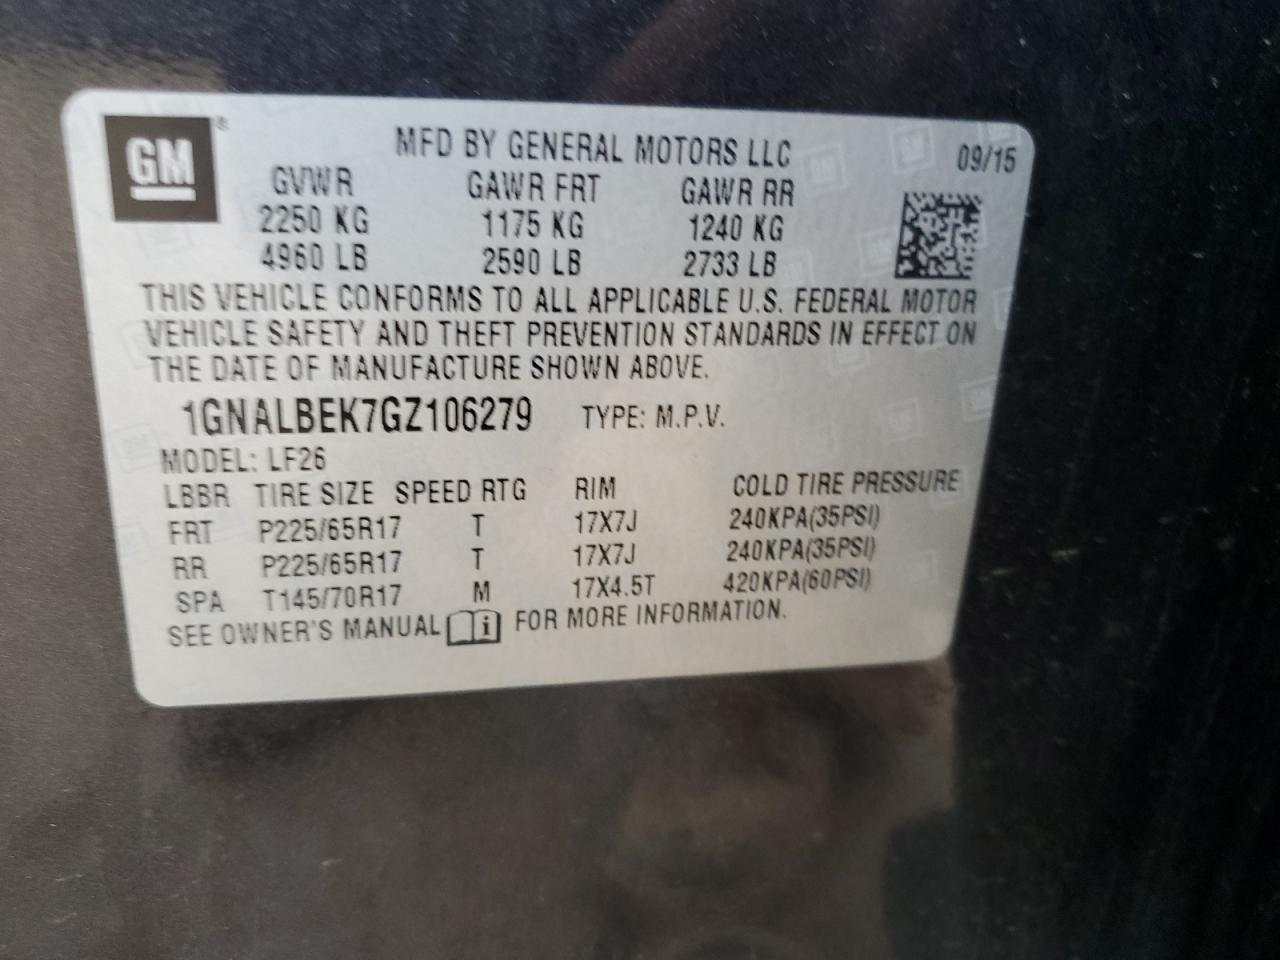 GM ®
MFD BY GENERAL MOTORS LLC 09/15
GVWR GAWR FRT GAWR RR
2250 KG 1175 KG 1240 KG
4960 LB 2590 LB 2733 LB
THIS VEHICLE CONFORMS TO ALL APPLICABLE U.S. FEDERAL MOTOR
VEHICLE SAFETY AND THEFT PREVENTION STANDARDS IN EFFECT ON
THE DATE OF MANUFACTURE SHOWN ABOVE.
1GNALBEK7GZ106279 TYPE: M.P.V.
MODEL: LF26
LBBR TIRE SIZE SPEED RTG RIM COLD TIRE PRESSURE
FRT P225/65R17 T 17X7J 240KPA(35PSI)
RR P225/65R17 T 17X7J 240KPA(35PSI)
SPA T145/70R17 M 17X4.5T 420KPA(60PSI)
SEE OWNER'S MANUAL i FOR MORE INFORMATION.